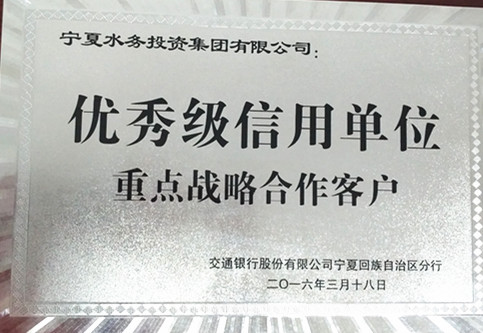 宁夏水务投资集团有限公司：
优秀级信用单位
重点战略合作客户
交通银行股份有限公司宁夏回族自治区分行
二〇一六年三月十八日